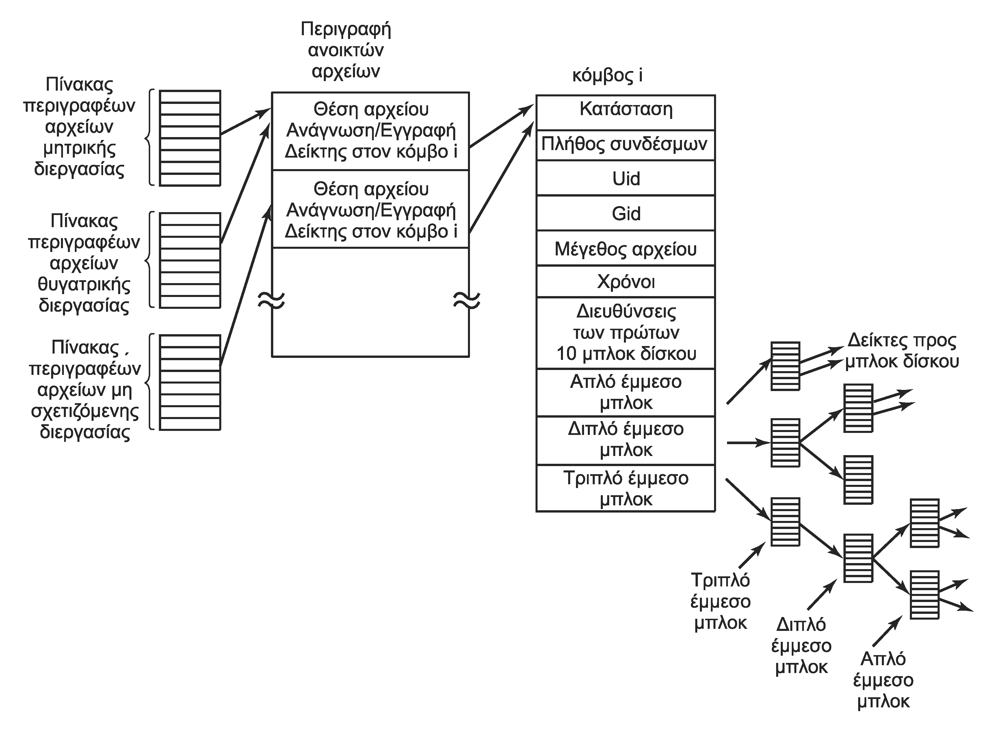 Περιγραφή
ανοικτών
αρχείων
Πίνακας
περιγραφέων
αρχείων
μητρικής
διεργασίας
Πίνακας
περιγραφέων
αρχείων
θυγατρικής
διεργασίας
Πίνακας
περιγραφέων
αρχείων μη
σχετιζόμενης
διεργασίας
Θέση αρχείου
Ανάγνωση/Εγγραφή
Δείκτης στον κόμβο i
Θέση αρχείου
Ανάγνωση/Εγγραφή
Δείκτης στον κόμβο i
κόμβος i
Κατάσταση
Πλήθος συνδέσμων
Uid
Gid
Μέγεθος αρχείου
Χρόνοι
Διευθύνσεις
των πρώτων
10 μπλοκ δίσκου
Απλό έμμεσο
μπλοκ
Διπλό έμμεσο
μπλοκ
Τριπλό έμμεσο
μπλοκ
Δείκτες προς
μπλοκ δίσκου
Τριπλό
έμμεσο
μπλοκ
Διπλό
έμμεσο
μπλοκ
Απλό
έμμεσο
μπλοκ